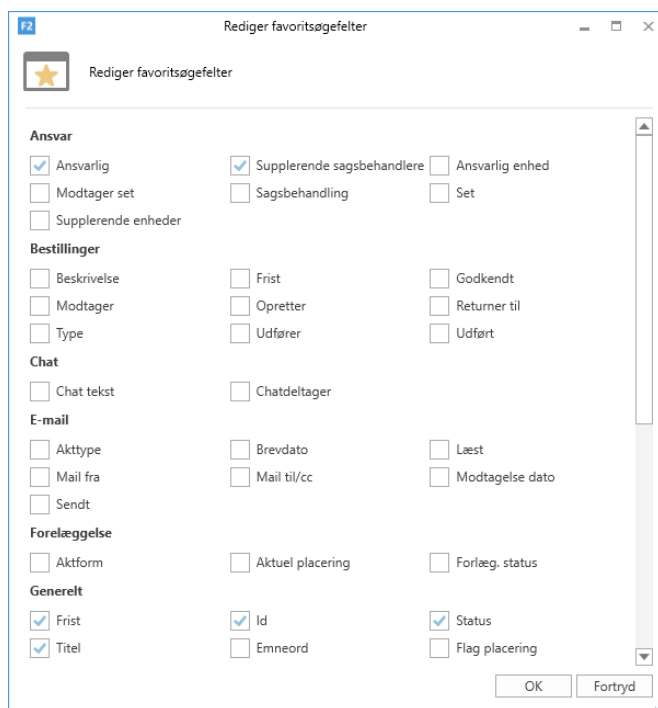 F2 Rediger favoritsøgefelter
Rediger favoritsøgefelter
Ansvar
Ansvarlig Supplerende sagsbehandlere Ansvarlig enhed
Modtager set Sagsbehandling Set
Supplerende enheder
Bestillinger
Beskrivelse Frist Godkendt
Modtager Opretter Returner til
Type Udfører Udført
Chat
Chat tekst Chatdeltager
E-mail
Akttype Brevdato Læst
Mail fra Mail til/cc Modtagelse dato
Sendt
Forelæggelse
Aktform Aktuel placering Forlæg. status
Generelt
Frist Id Status
Titel Emneord Flag placering
OK Fortryd